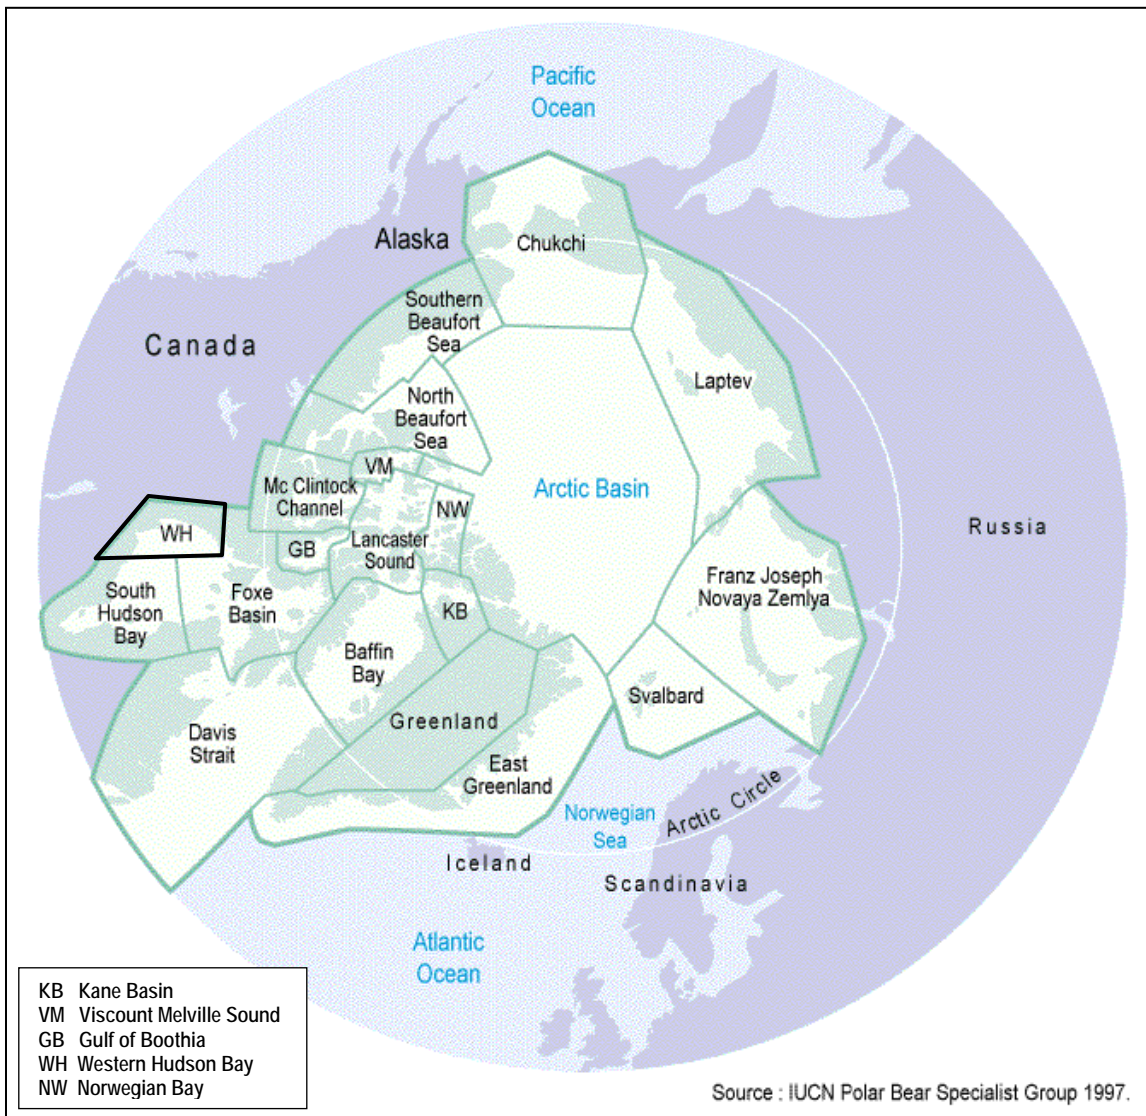 Pacific
Ocean
Alaska
Chukchi
Southern
Beaufort
Sea
Canada
Laptev
North
Beaufort
Sea
VM
Mc Clintock
Channel
NW
Arctic Basin
WH
GB
Lancaster
Sound
Russia
South
Hudson
Bay
Foxe
Basin
KB
Franz Joseph
Novaya Zemlya
Baffin
Bay
Svalbard
Greenland
Davis
Strait
East
Greenland
Norwegian
Sea
Arctic Circle
Iceland
Scandinavia
Atlantic
Ocean
KB Kane Basin
VM Viscount Melville Sound
GB Gulf of Boothia
WH Western Hudson Bay
NW Norwegian Bay
Source : IUCN Polar Bear Specialist Group 1997.